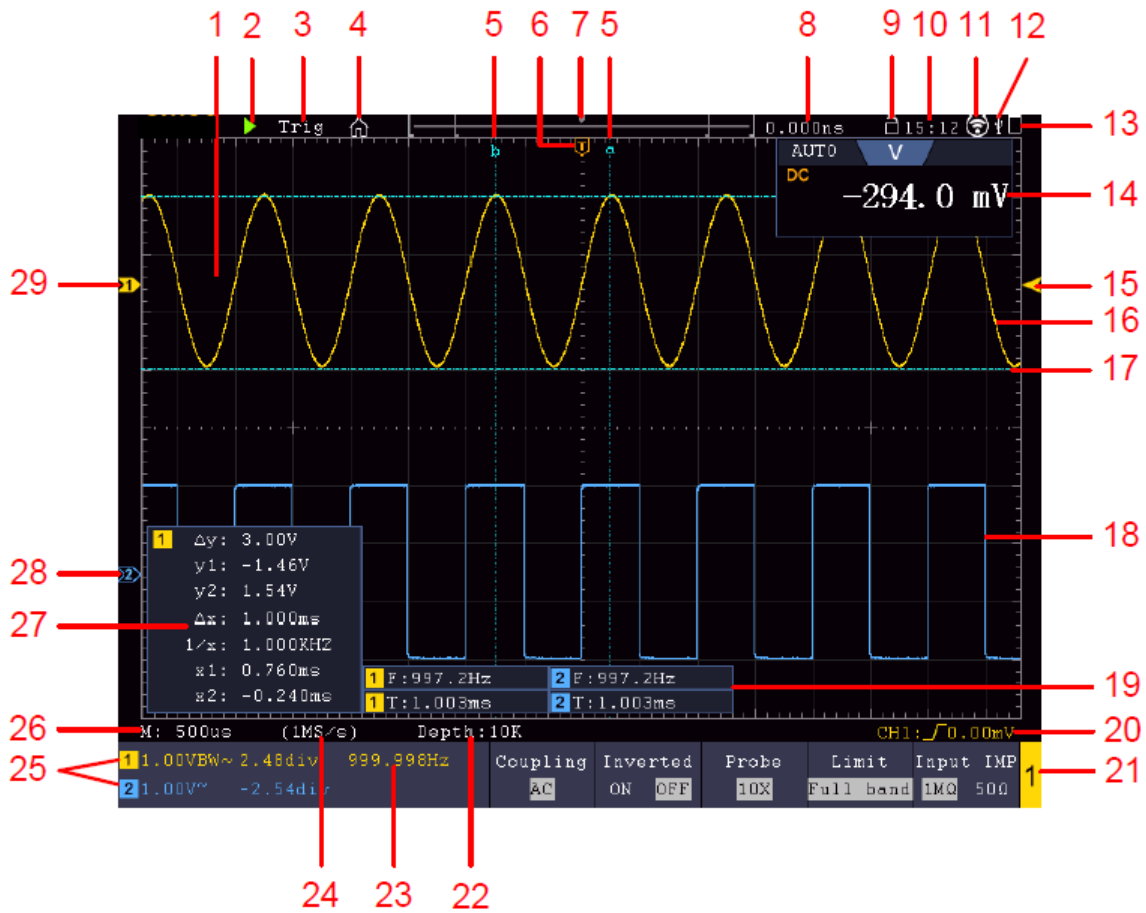 1 2 3 4 5 6 7 5 8 9 10 11 12
Trig 0.000ns 15:12 13
b T a
AUTO V
DC
-294.0 mV 14
29 1 15
16
17
18
28 2
1 Δy: 3.00V
y1: -1.46V
y2: 1.54V
27 Δx: 1.000ms
1/x: 1.000KHZ
x1: 0.760ms
x2: -0.240ms
1 F:997.2Hz 2 F:997.2Hz
1 T:1.003ms 2 T:1.003ms 19
26 M: 500us (1MS/s) Depth:10K CH1: 0.00mV 20
25 1 1.00VBW~ 2.48div 999.998Hz Coupling Inverted Probe Limit Input IMP 1 21
2 1.00V~ -2.54div AC ON OFF 10X Full band 1MΩ 50Ω
24 23 22